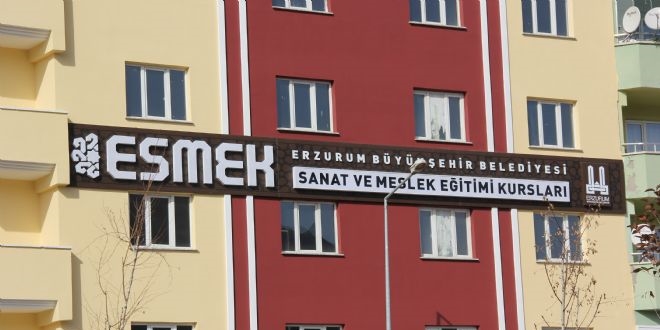 ESMEK
ERZURUM BÜYÜKŞEHİR BELEDİYESİ
SANAT VE MESLEK EĞİTİMİ KURSLARI
ERZURUM